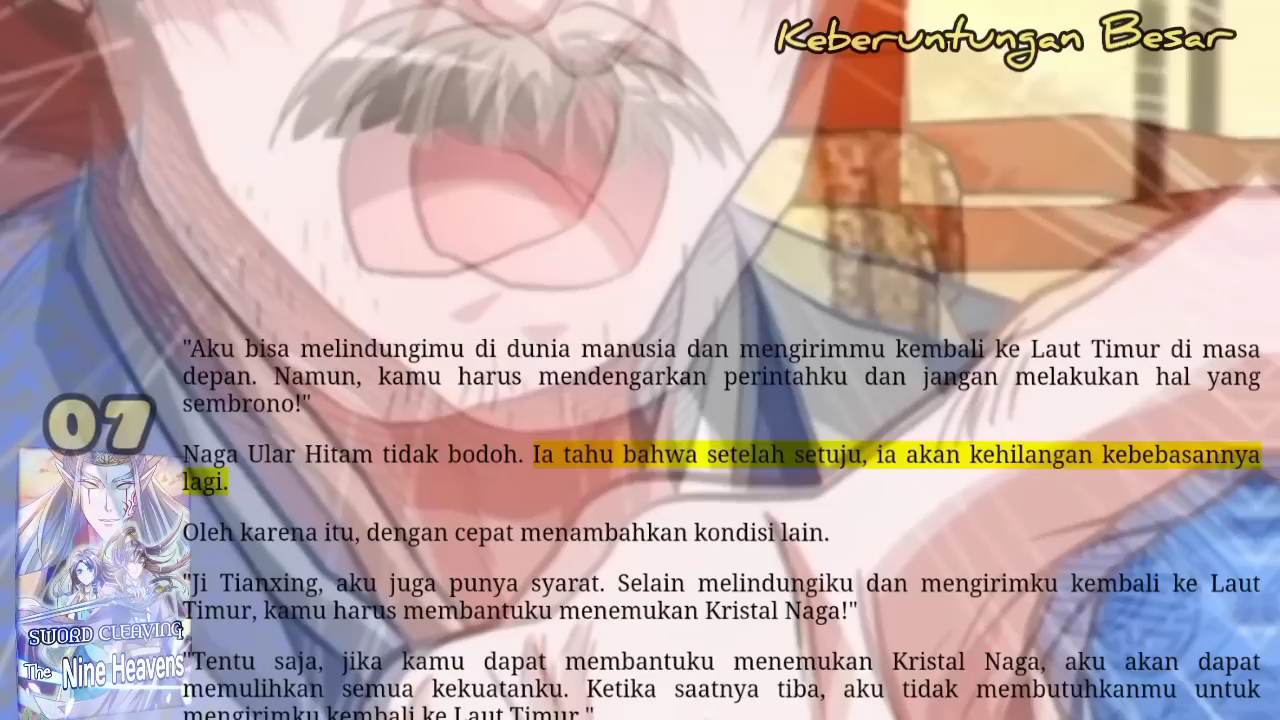 Keberuntungan Besar
"Aku bisa melindungimu di dunia manusia dan mengirimmu kembali ke Laut Timur di masa
depan. Namun, kamu harus mendengarkan perintahku dan jangan melakukan hal yang
sembrono!"
07
Naga Ular Hitam tidak bodoh. Ia tahu bahwa setelah setuju, ia akan kehilangan kebebasannya
lagi.
Oleh karena itu, dengan cepat menambahkan kondisi lain.
"Ji Tianxing, aku juga punya syarat. Selain melindungiku dan mengirimku kembali ke Laut
Timur, kamu harus membantuku menemukan Kristal Naga!"
SWORD CLEAVING
The Nine Heavens
"Tentu saja, jika kamu dapat membantuku menemukan Kristal Naga, aku akan dapat
memulihkan semua kekuatanku. Ketika saatnya tiba, aku tidak membutuhkanmu untuk
mengirimku kembali ke Laut Timur."